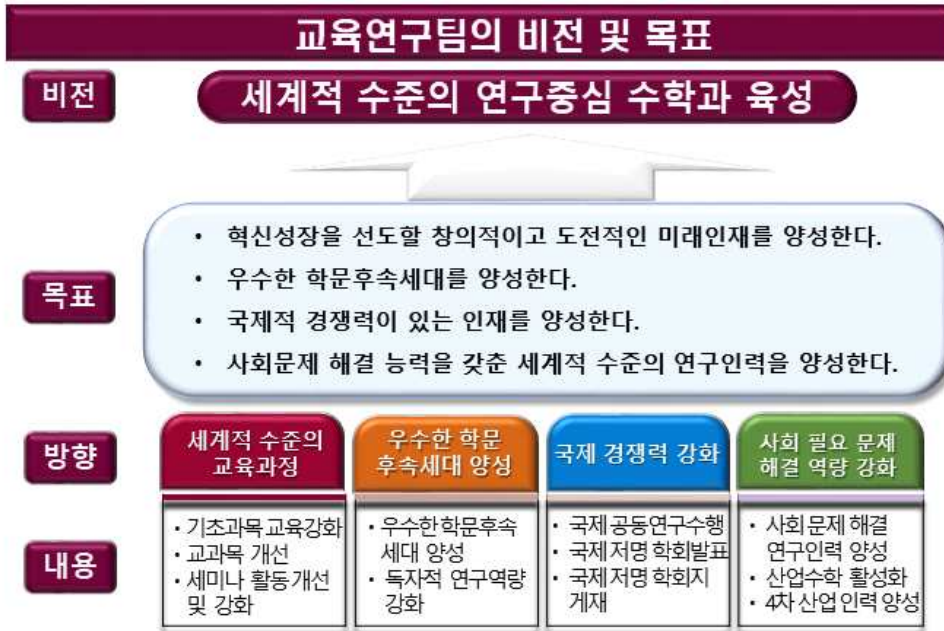 교육연구팀의 비전 및 목표
비전
세계적 수준의 연구중심 수학과 육성
목표
• 혁신성장을 선도할 창의적이고 도전적인 미래인재를 양성한다.
• 우수한 학문후속세대를 양성한다.
• 국제적 경쟁력이 있는 인재를 양성한다.
• 사회문제 해결 능력을 갖춘 세계적 수준의 연구인력을 양성한다.
방향
세계적 수준의
교육과정
우수한 학문
후속세대 양성
국제 경쟁력 강화
사회 필요 문제
해결 역량 강화
내용
• 기초과목 교육강화
• 교과목 개선
• 세미나 활동 개선
및 강화
• 우수한 학문후속
세대 양성
• 독자적 연구역량
강화
• 국제 공동연구수행
• 국제 저명 학회발표
• 국제 저명 학회지
게재
• 사회 문제 해결
연구인력 양성
• 산업수학 활성화
• 4차 산업 인력 양성